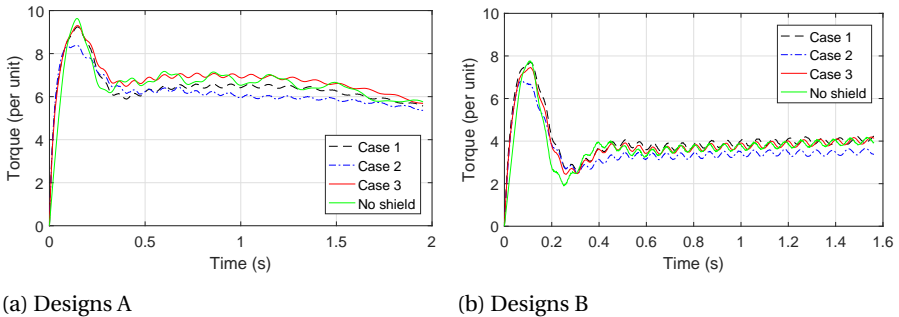 10
8
6
4
2
0
Torque (per unit)
Case 1
Case 2
Case 3
No shield
0 0.5 1 1.5 2
Time (s)
(a) Designs A
10
8
6
4
2
0
Torque (per unit)
Case 1
Case 2
Case 3
No shield
0 0.2 0.4 0.6 0.8 1 1.2 1.4 1.6
Time (s)
(b) Designs B